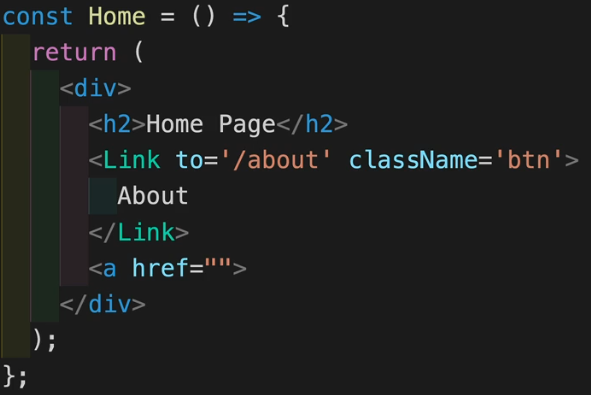 const Home = () => {
return (
<div>
<h2>Home Page</h2>
<Link to='/about' className='btn'>
About
</Link>
<a href="">
</div>
);
};